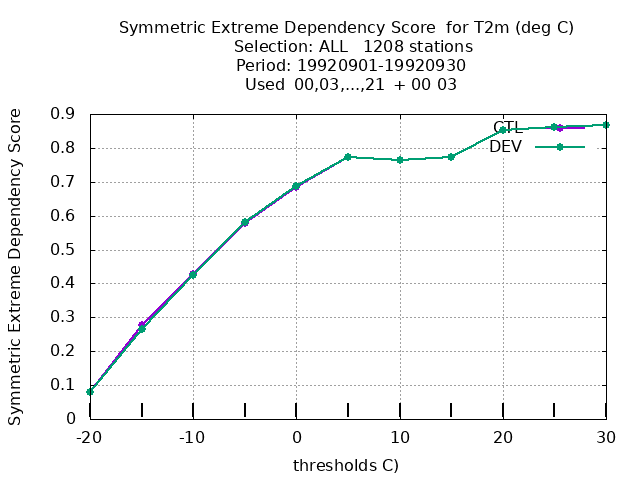 Symmetric Extreme Dependency Score for T2m (deg C)
Selection: ALL 1208 stations
Period: 19920901-19920930
Used 00,03,...,21 + 00 03
Symmetric Extreme Dependency Score
0.9
0.8
0.7
0.6
0.5
0.4
0.3
0.2
0.1
0
CTL
DEV
-20
-10
0
10
20
30
thresholds C)